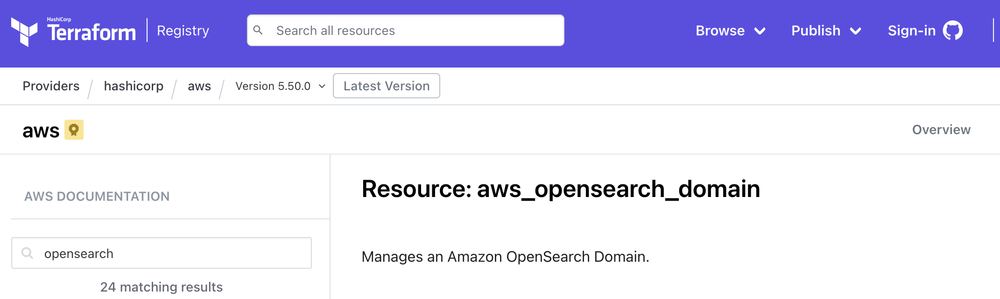 HashiCorp
Terraform
Registry
Search all resources
Browse
Publish
Sign-in
Providers / hashicorp / aws / Version 5.50.0
Latest Version
aws
Overview
AWS DOCUMENTATION
opensearch
24 matching results
Resource: aws_opensearch_domain
Manages an Amazon OpenSearch Domain.